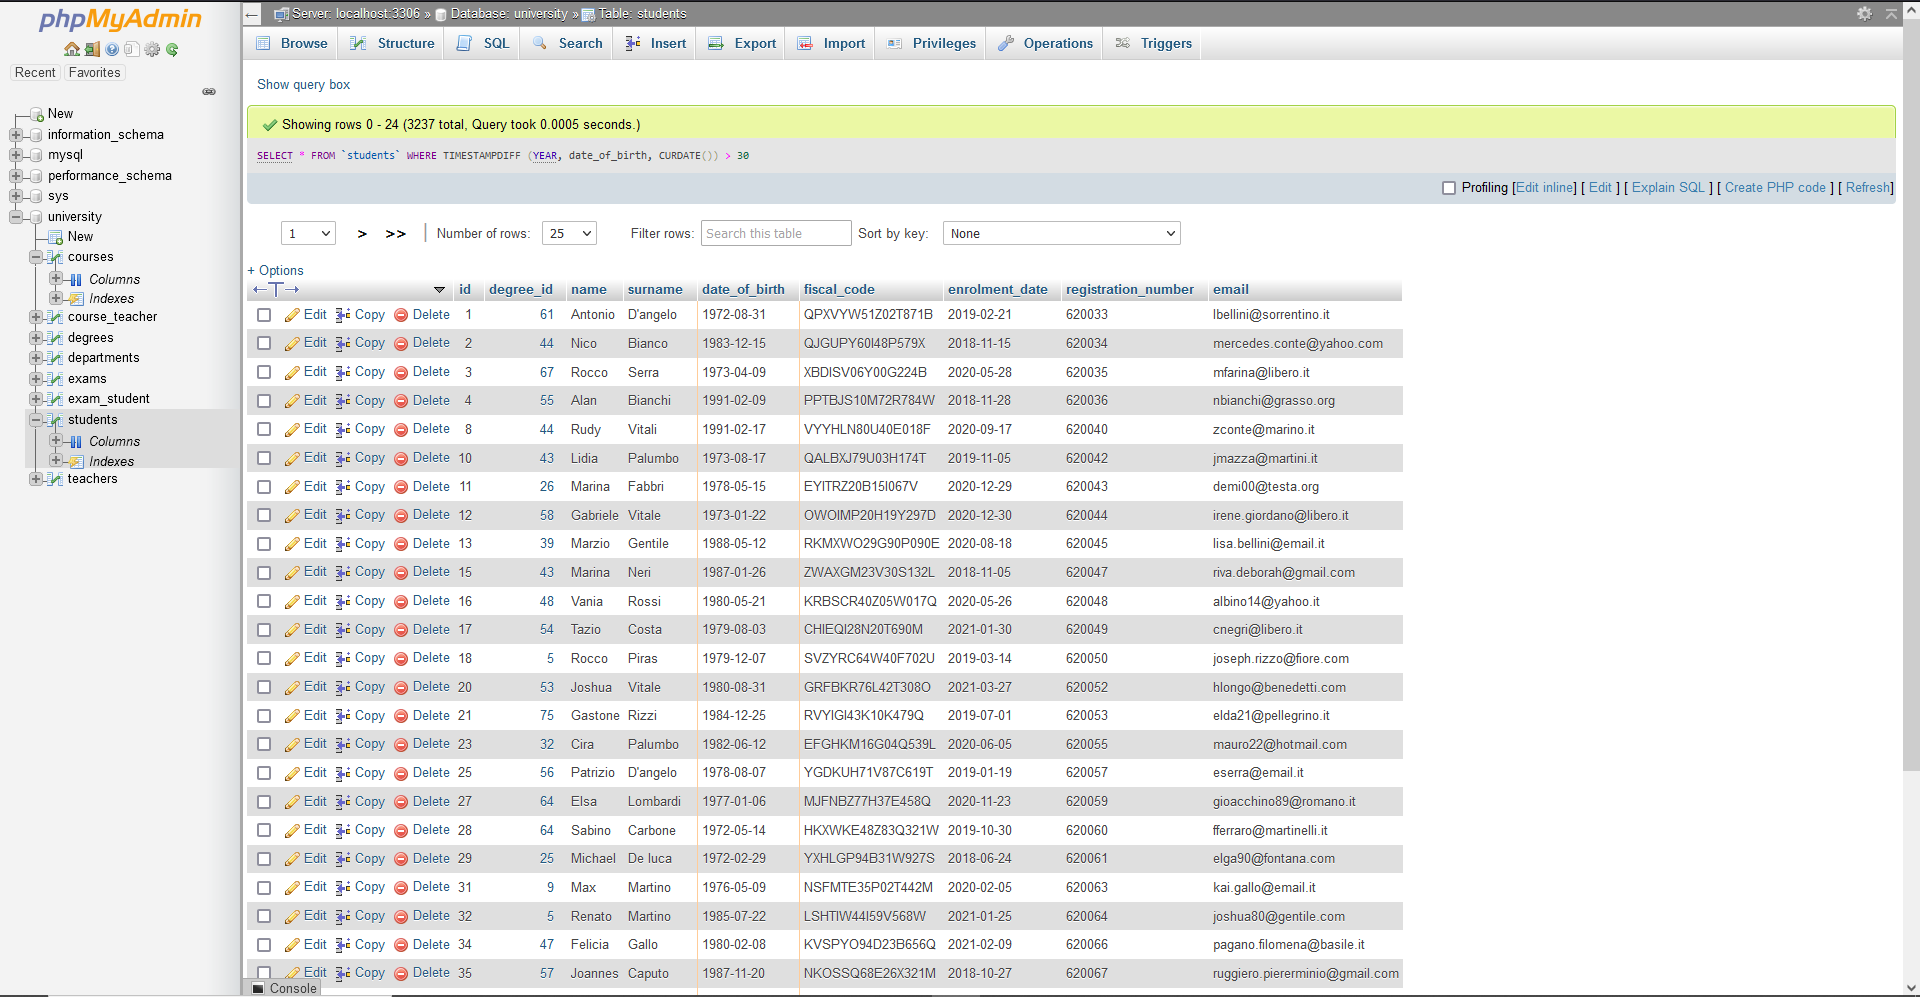 phpMyAdmin
Recent Favorites
New
information_schema
mysql
performance_schema
sys
university
New
courses
Columns
Indexes
course_teacher
degrees
departments
exams
exam_student
students
Columns
Indexes
teachers
Server: localhost:3306 » Database: university » Table: students
Browse Structure SQL Search Insert Export Import Privileges Operations Triggers
Show query box
Showing rows 0 - 24 (3237 total, Query took 0.0005 seconds.)
SELECT * FROM `students` WHERE TIMESTAMPDIFF (YEAR, date_of_birth, CURDATE()) > 30
Profiling [Edit inline] [ Edit ] [ Explain SQL ] [ Create PHP code ] [ Refresh]
1 > >> | Number of rows: 25 Filter rows: Search this table Sort by key: None
+ Options
←T→ id degree_id name surname date_of_birth fiscal_code enrolment_date registration_number email
Edit Copy Delete 1 61 Antonio D'angelo 1972-08-31 QPXVYW51Z02T871B 2019-02-21 620033 lbellini@sorrentino.it
Edit Copy Delete 2 44 Nico Bianco 1983-12-15 QJGUPY60I48P579X 2018-11-15 620034 mercedes.conte@yahoo.com
Edit Copy Delete 3 67 Rocco Serra 1973-04-09 XBDISV06Y00G224B 2020-05-28 620035 mfarina@libero.it
Edit Copy Delete 4 55 Alan Bianchi 1991-02-09 PPTBJS10M72R784W 2018-11-28 620036 nbianchi@grasso.org
Edit Copy Delete 8 44 Rudy Vitali 1991-02-17 VYYHLN80U40E018F 2020-09-17 620040 zconte@marino.it
Edit Copy Delete 10 43 Lidia Palumbo 1973-08-17 QALBXJ79U03H174T 2019-11-05 620042 jmazza@martini.it
Edit Copy Delete 11 26 Marina Fabbri 1978-05-15 EYITRZ20B15I067V 2020-12-29 620043 demi00@testa.org
Edit Copy Delete 12 58 Gabriele Vitale 1973-01-22 OWOIMP20H19Y297D 2020-12-30 620044 irene.giordano@libero.it
Edit Copy Delete 13 39 Marzio Gentile 1988-05-12 RKMXWO29G90P090E 2020-08-18 620045 lisa.bellini@email.it
Edit Copy Delete 15 43 Marina Neri 1987-01-26 ZWAXGM23V30S132L 2018-11-05 620047 riva.deborah@gmail.com
Edit Copy Delete 16 48 Vania Rossi 1980-05-21 KRBSCR40Z05W017Q 2020-05-26 620048 albino14@yahoo.it
Edit Copy Delete 17 54 Tazio Costa 1979-08-03 CHIEQI28N20T690M 2021-01-30 620049 cnegri@libero.it
Edit Copy Delete 18 5 Rocco Piras 1979-12-07 SVZYRC64W40F702U 2019-03-14 620050 joseph.rizzo@fiore.com
Edit Copy Delete 20 53 Joshua Vitale 1980-08-31 GRFBKR76L42T308O 2021-03-27 620052 hlongo@benedetti.com
Edit Copy Delete 21 75 Gastone Rizzi 1984-12-25 RVYIGI43K10K479Q 2019-07-01 620053 elda21@pellegrino.it
Edit Copy Delete 23 32 Cira Palumbo 1982-06-12 EFGHKM16G04Q539L 2020-06-05 620055 mauro22@hotmail.com
Edit Copy Delete 25 56 Patrizio D'angelo 1978-08-07 YGDKUH71V87C619T 2019-01-19 620057 eserra@email.it
Edit Copy Delete 27 64 Elsa Lombardi 1977-01-06 MJFNBZ77H37E458Q 2020-11-23 620059 gioacchino89@romano.it
Edit Copy Delete 28 64 Sabino Carbone 1972-05-14 HKXWKE48Z83Q321W 2019-10-30 620060 fferraro@martinelli.it
Edit Copy Delete 29 25 Michael De luca 1972-02-29 YXHLGP94B31W927S 2018-06-24 620061 elga90@fontana.com
Edit Copy Delete 31 9 Max Martino 1976-05-09 NSFMTE35P02T442M 2020-02-05 620063 kai.gallo@email.it
Edit Copy Delete 32 5 Renato Martino 1985-07-22 LSHTIW44I59V568W 2021-01-25 620064 joshua80@gentile.com
Edit Copy Delete 34 47 Felicia Gallo 1980-02-08 KVSPYO94D23B656Q 2021-02-09 620066 pagano.filomena@basile.it
Edit Copy Delete 35 57 Joannes Caputo 1987-11-20 NKOSSQ68E26X321M 2018-10-27 620067 ruggiero.piererminio@gmail.com
Console